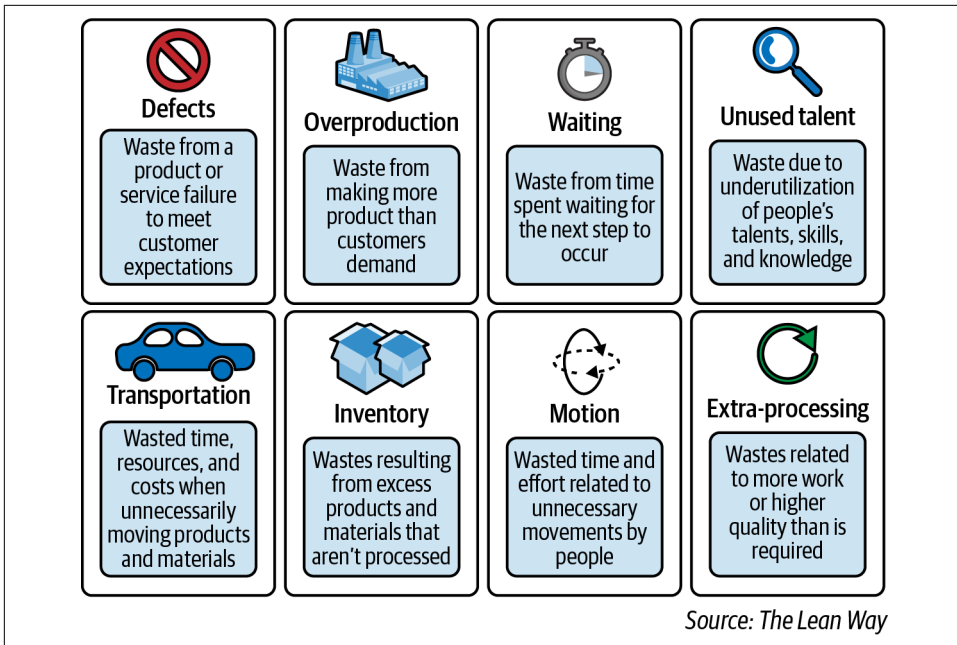 Defects
Waste from a
product or
service failure
to meet
customer
expectations
Overproduction
Waste from
making more
product than
customers
demand
Waiting
Waste from time
spent waiting for
the next step to
occur
Unused talent
Waste due to
underutilization
of people’s
talents, skills,
and knowledge
Transportation
Wasted time,
resources, and
costs when
unnecessarily
moving products
and materials
Inventory
Wastes resulting
from excess
products and
materials that
aren’t processed
Motion
Wasted time and
effort related to
unnecessary
movements by
people
Extra-processing
Wastes related
to more work
or higher
quality than is
required
Source: The Lean Way